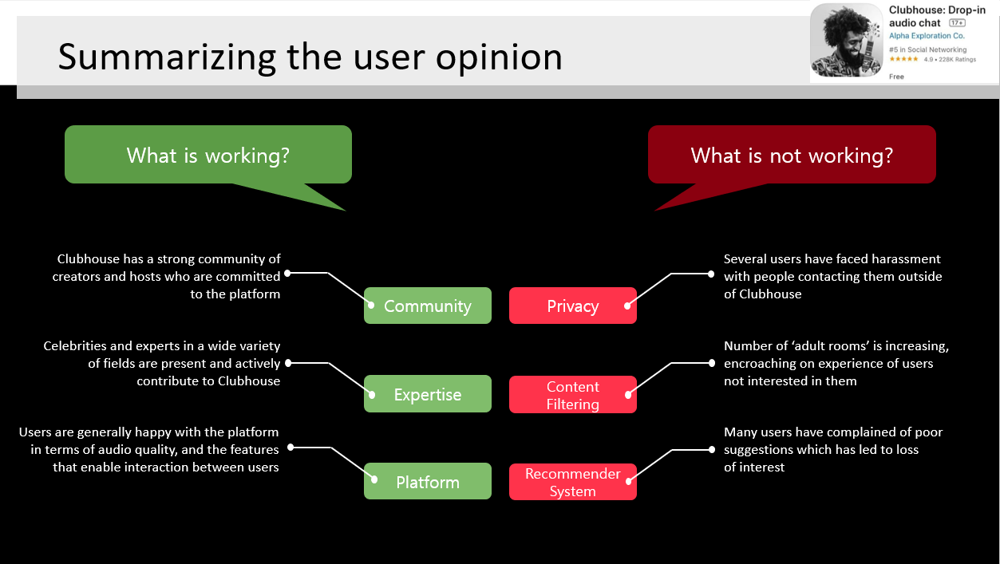 Summarizing the user opinion
Clubhouse: Drop-in
audio chat 17+
Alpha Exploration Co.
#5 in Social Networking
★★★★★ 4.9 • 228K Ratings
Free
What is working?
What is not working?
Clubhouse has a strong community of
creators and hosts who are committed
to the platform
Community
Privacy
Several users have faced harassment
with people contacting them outside
of Clubhouse
Celebrities and experts in a wide variety
of fields are present and actively
contribute to Clubhouse
Expertise
Content
Filtering
Number of ‘adult rooms’ is increasing,
encroaching on experience of users
not interested in them
Users are generally happy with the platform
in terms of audio quality, and the features
that enable interaction between users
Platform
Recommender
System
Many users have complained of poor
suggestions which has led to loss
of interest